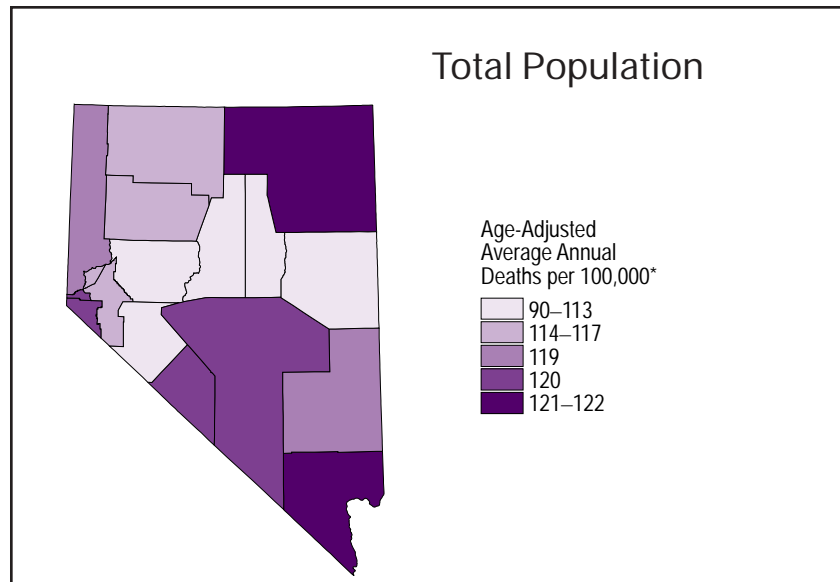 Total Population
Age-Adjusted
Average Annual
Deaths per 100,000*
90–113
114–117
119
120
121–122